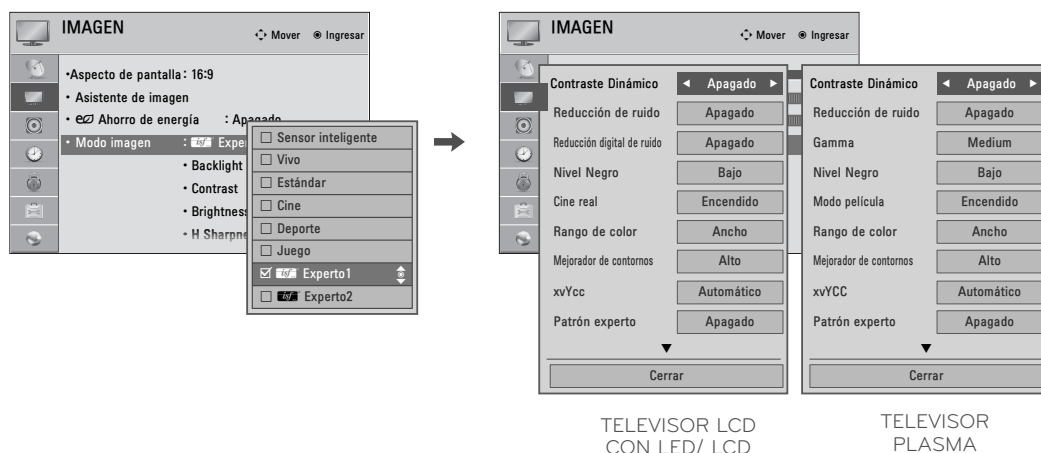 IMAGEN
Mover
Ingresar
•Aspecto de pantalla: 16:9
• Asistente de imagen
• Ahorro de energía : Apagado
• Modo imagen : isf
• Backlight
• Contrast
• Brightness
• H
Sensor inteligente
Vivo
Estándar
Cine
Deporte
Juego
isf Experto1
isf Experto2
IMAGEN
Mover
Ingresar
Contraste Dinámico ◄ Apagado ►
Reducción de ruido Apagado
Reducción digital de ruido Apagado
Nivel Negro Bajo
Cine real Encendido
Rango de color Ancho
Mejorador de contornos Alto
xvYcc Automático
Patrón experto Apagado
▼
Cerrar
Contraste Dinámico ◄ Apagado ►
Reducción de ruido Apagado
Gamma Medium
Nivel Negro Bajo
Modo película Encendido
Rango de color Ancho
Mejorador de contornos Alto
xvYCC Automático
Patrón experto Apagado
▼
Cerrar
TELEVISOR LCD
CON LED/ LCD
TELEVISOR
PLASMA